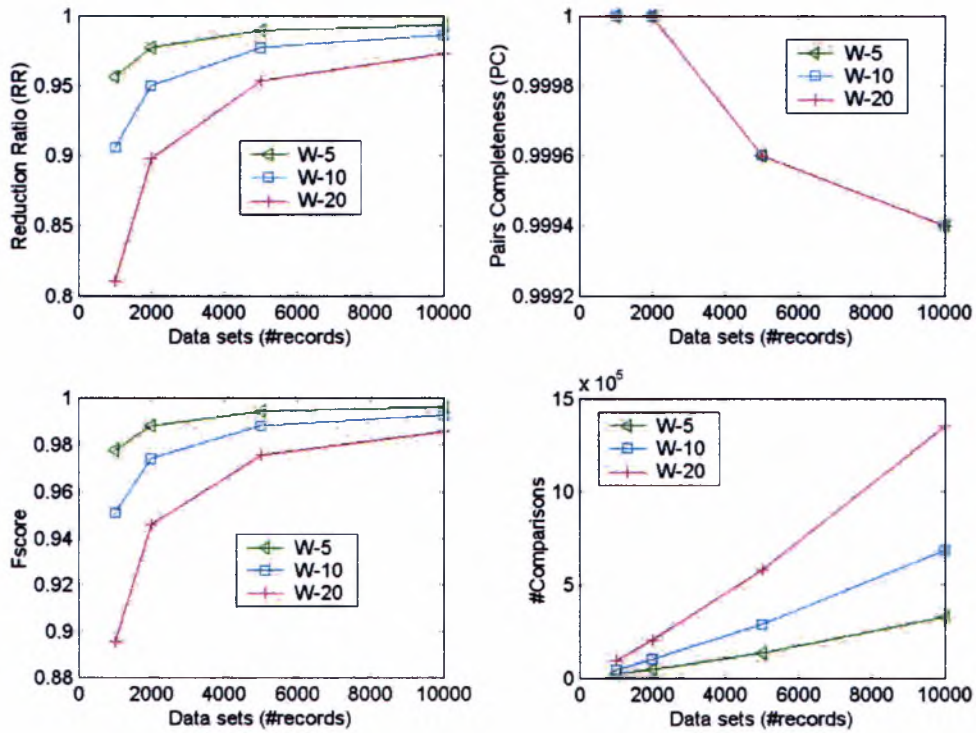 Reduction Ratio (RR)
1
0.95
0.9
0.85
0.8
W-5
W-10
W-20
0 2000 4000 6000 8000 10000
Data sets (#records)
Pairs Completeness (PC)
1
0.9998
0.9996
0.9994
0.9992
W-5
W-10
W-20
0 2000 4000 6000 8000 10000
Data sets (#records)
Fscore
1
0.98
0.96
0.94
0.92
0.9
0.88
W-5
W-10
W-20
0 2000 4000 6000 8000 10000
Data sets (#records)
#Comparisons
x 10^5
15
10
5
0
W-5
W-10
W-20
0 2000 4000 6000 8000 10000
Data sets (#records)